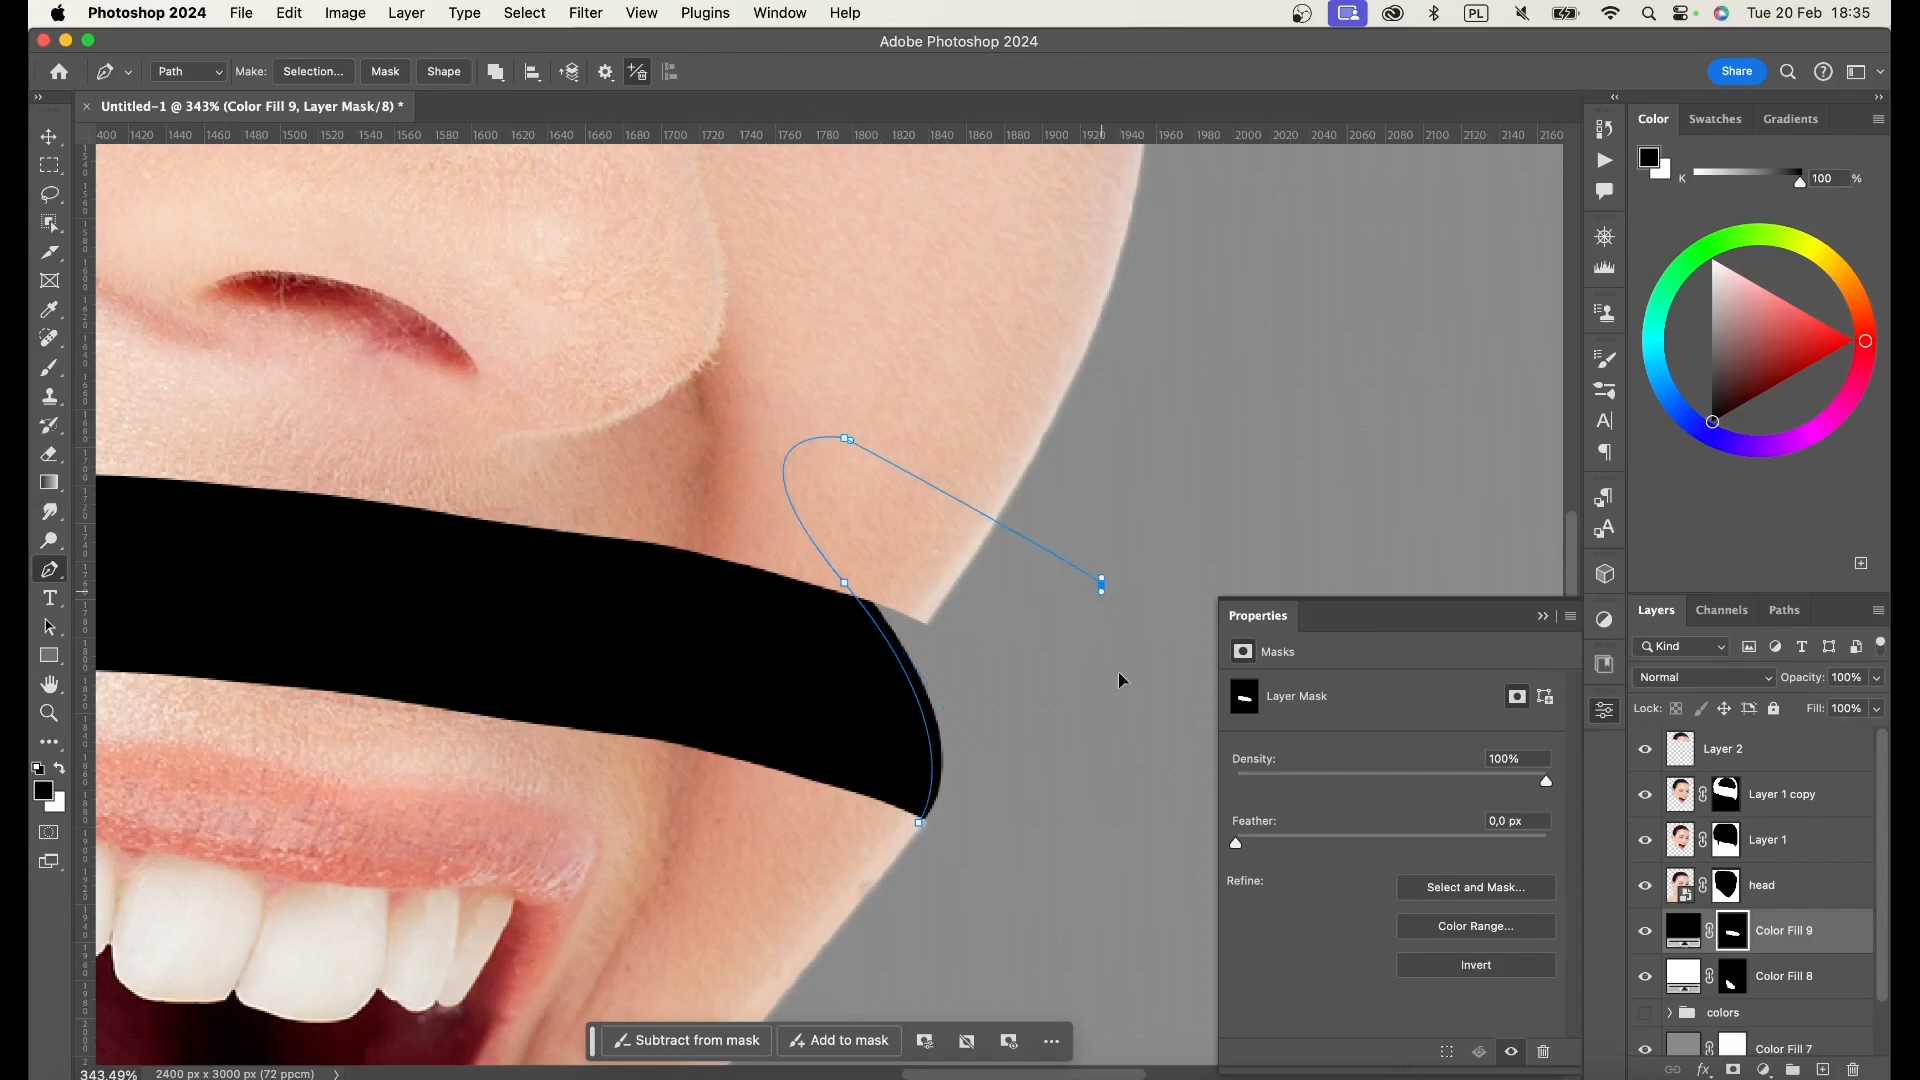 Photoshop 2024 File Edit Image Layer Type Select Filter View Plugins Window Help PL Tue 20 Feb 18:35
Adobe Photoshop 2024
Path Make: Selection... Mask Shape Share
Untitled-1 @ 343% (Color Fill 9, Layer Mask/8) *
400 1420 1440 1460 1480 1500 1520 1540 1560 1580 1600 1620 1640 1660 1680 1700 1720 1740 1760 1780 1800 1820 1840 1860 1880 1900 1920 1940 1960 1980 2000 2020 2040 2060 2080 2100 2120 2140 2160
Color Swatches Gradients
K 100 %
Properties
Masks
Layer Mask
Density: 100%
Feather: 0,0 px
Refine: Select and Mask...
Color Range...
Invert
Layers Channels Paths
Kind
Normal Opacity: 100%
Lock: Fill: 100%
Layer 2
Layer 1 copy
Layer 1
head
Color Fill 9
Color Fill 8
colors
Color Fill 7
fx
Subtract from mask Add to mask
343.49% 2400 px x 3000 px (72 ppcm)